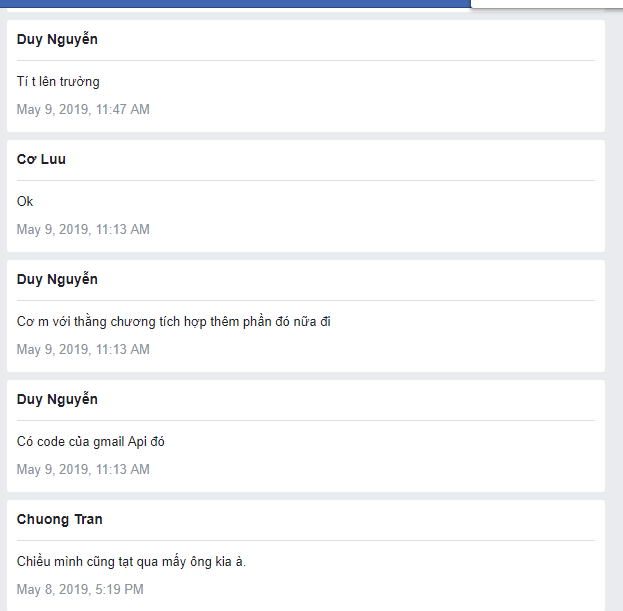 Duy Nguyễn
Tí t lên trường
May 9, 2019, 11:47 AM
Cơ Luu
Ok
May 9, 2019, 11:13 AM
Duy Nguyễn
Cơ m với thằng chương tích hợp thêm phần đó nữa đi
May 9, 2019, 11:13 AM
Duy Nguyễn
Có code của gmail Api đó
May 9, 2019, 11:13 AM
Chuong Tran
Chiều mình cũng tạt qua mấy ông kia à.
May 8, 2019, 5:19 PM